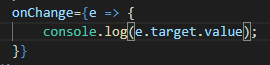 onChange={e => {
    console.log(e.target.value);
}}